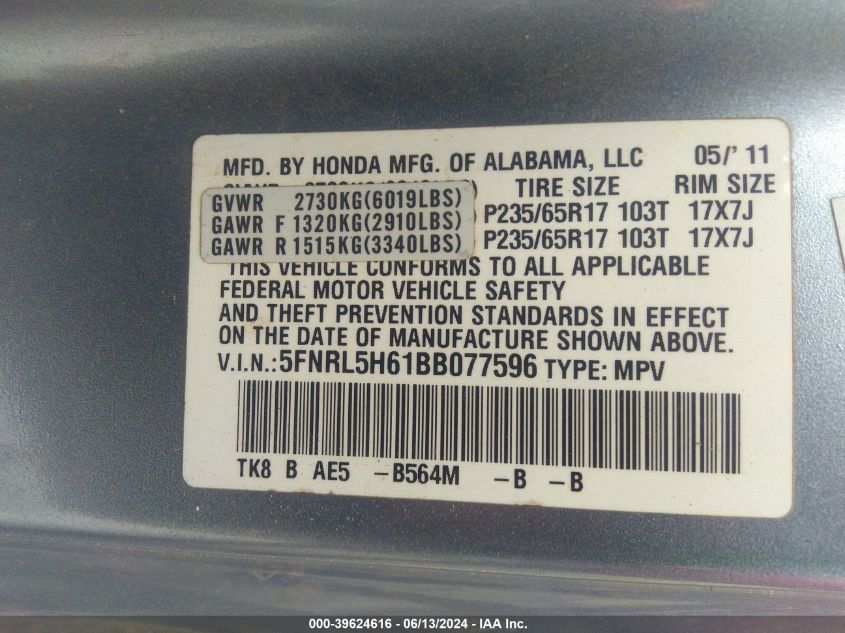 MFD. BY HONDA MFG. OF ALABAMA, LLC 05/'11
TIRE SIZE RIM SIZE
GVWR 2730KG(6019LBS)
GAWR F 1320KG(2910LBS) P235/65R17 103T 17X7J
GAWR R 1515KG(3340LBS) P235/65R17 103T 17X7J
THIS VEHICLE CONFORMS TO ALL APPLICABLE
FEDERAL MOTOR VEHICLE SAFETY
AND THEFT PREVENTION STANDARDS IN EFFECT
ON THE DATE OF MANUFACTURE SHOWN ABOVE.
V.I.N.:5FNRL5H61BB077596 TYPE: MPV
TK8 B AE5 -B564M -B -B
000-39624616 - 06/13/2024 - IAA Inc.